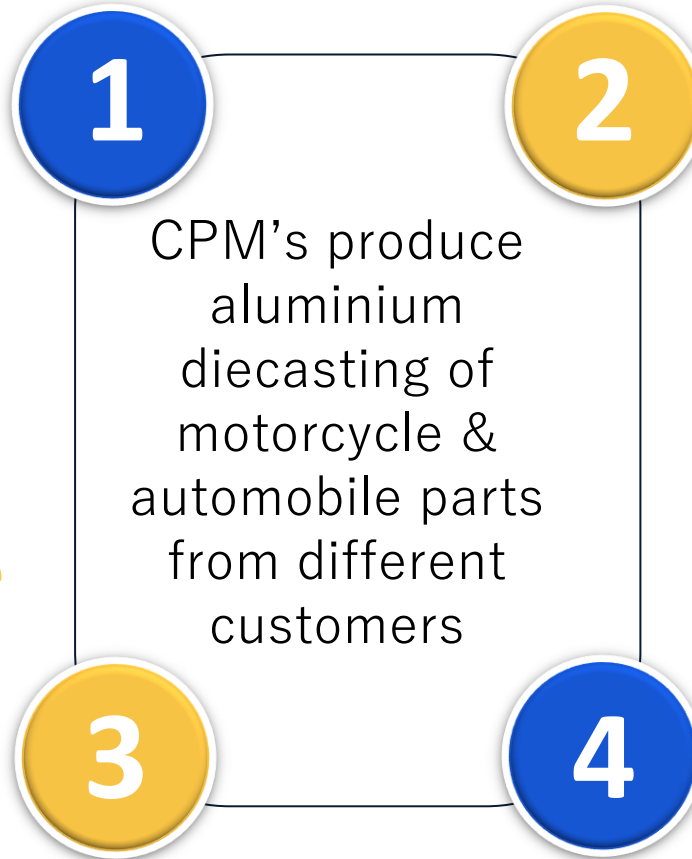 1
2
CPM’s produce
aluminium
diecasting of
motorcycle &
automobile parts
from different
customers
3
4